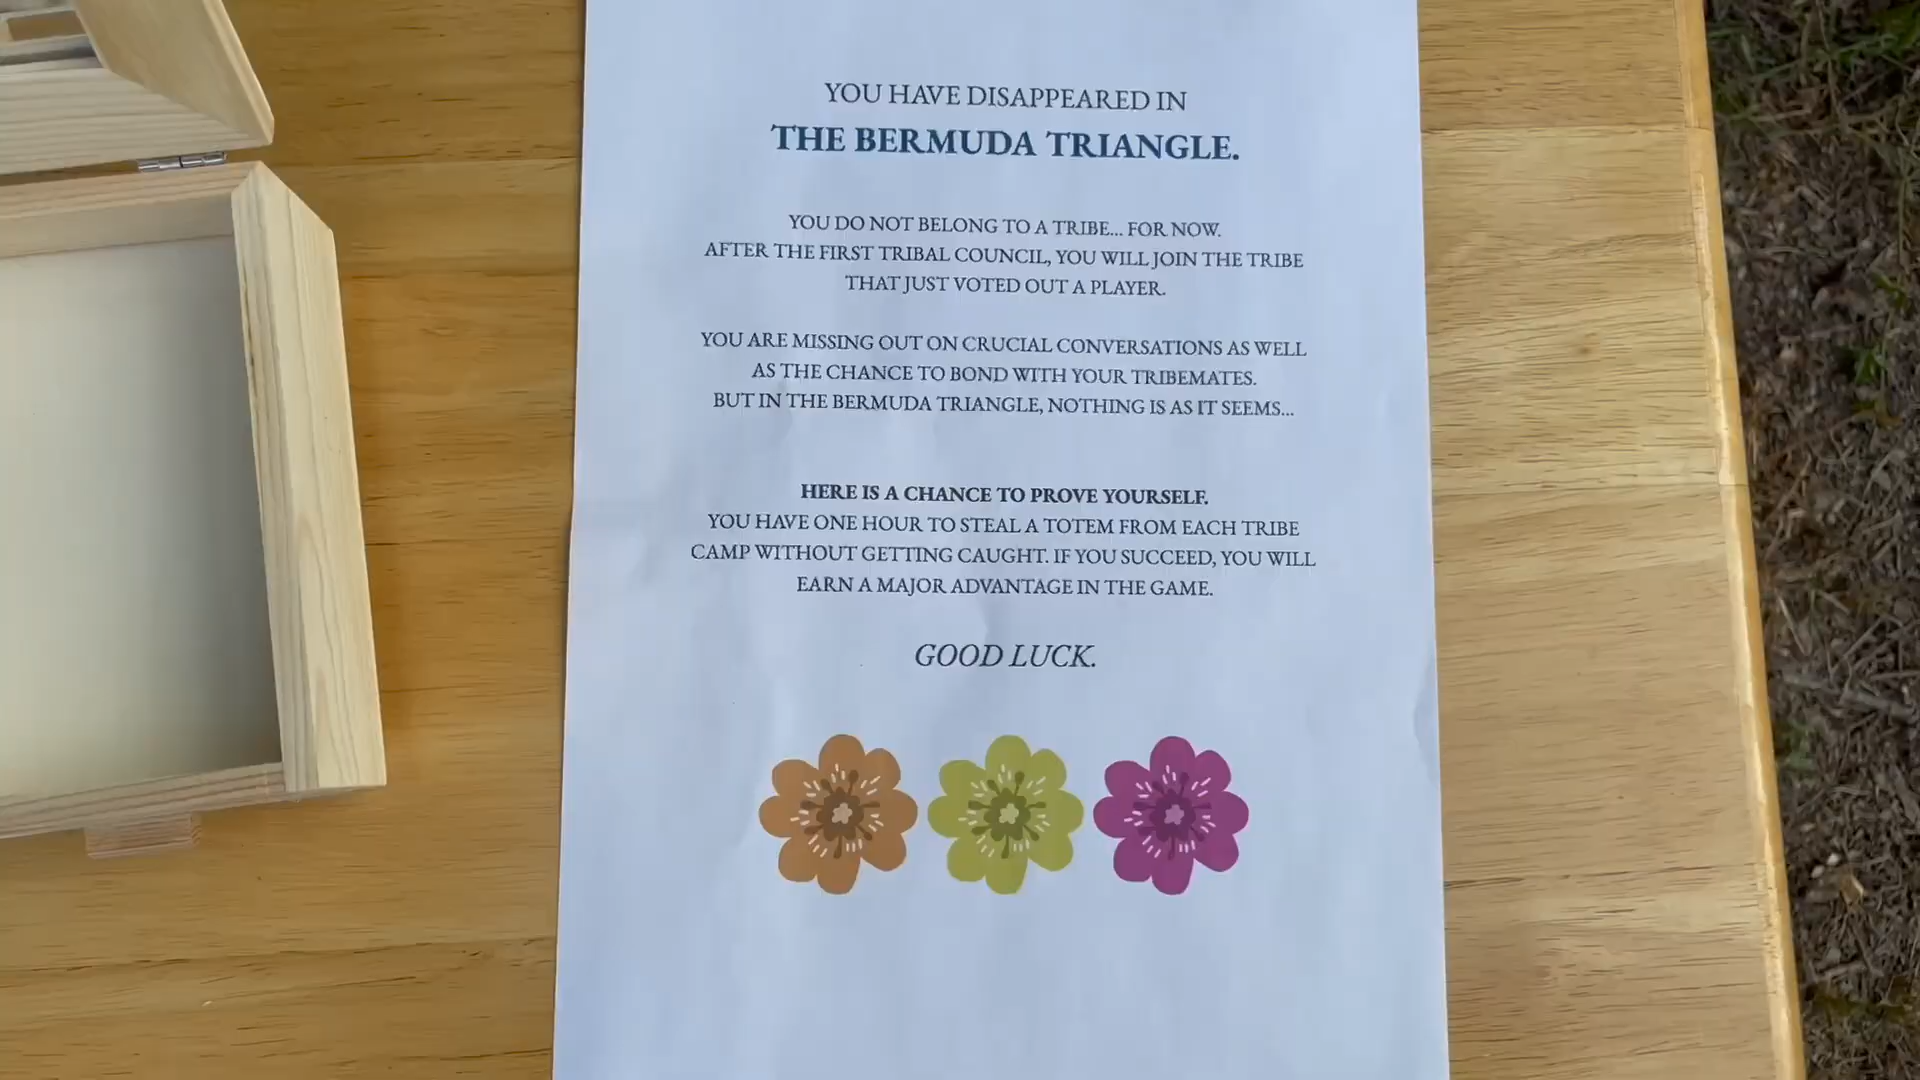 YOU HAVE DISAPPEARED IN
THE BERMUDA TRIANGLE.
YOU DO NOT BELONG TO A TRIBE... FOR NOW.
AFTER THE FIRST TRIBAL COUNCIL, YOU WILL JOIN THE TRIBE
THAT JUST VOTED OUT A PLAYER.
YOU ARE MISSING OUT ON CRUCIAL CONVERSATIONS AS WELL
AS THE CHANCE TO BOND WITH YOUR TRIBEMATES.
BUT IN THE BERMUDA TRIANGLE, NOTHING IS AS IT SEEMS...
HERE IS A CHANCE TO PROVE YOURSELF.
YOU HAVE ONE HOUR TO STEAL A TOTEM FROM EACH TRIBE
CAMP WITHOUT GETTING CAUGHT. IF YOU SUCCEED, YOU WILL
EARN A MAJOR ADVANTAGE IN THE GAME.
GOOD LUCK.